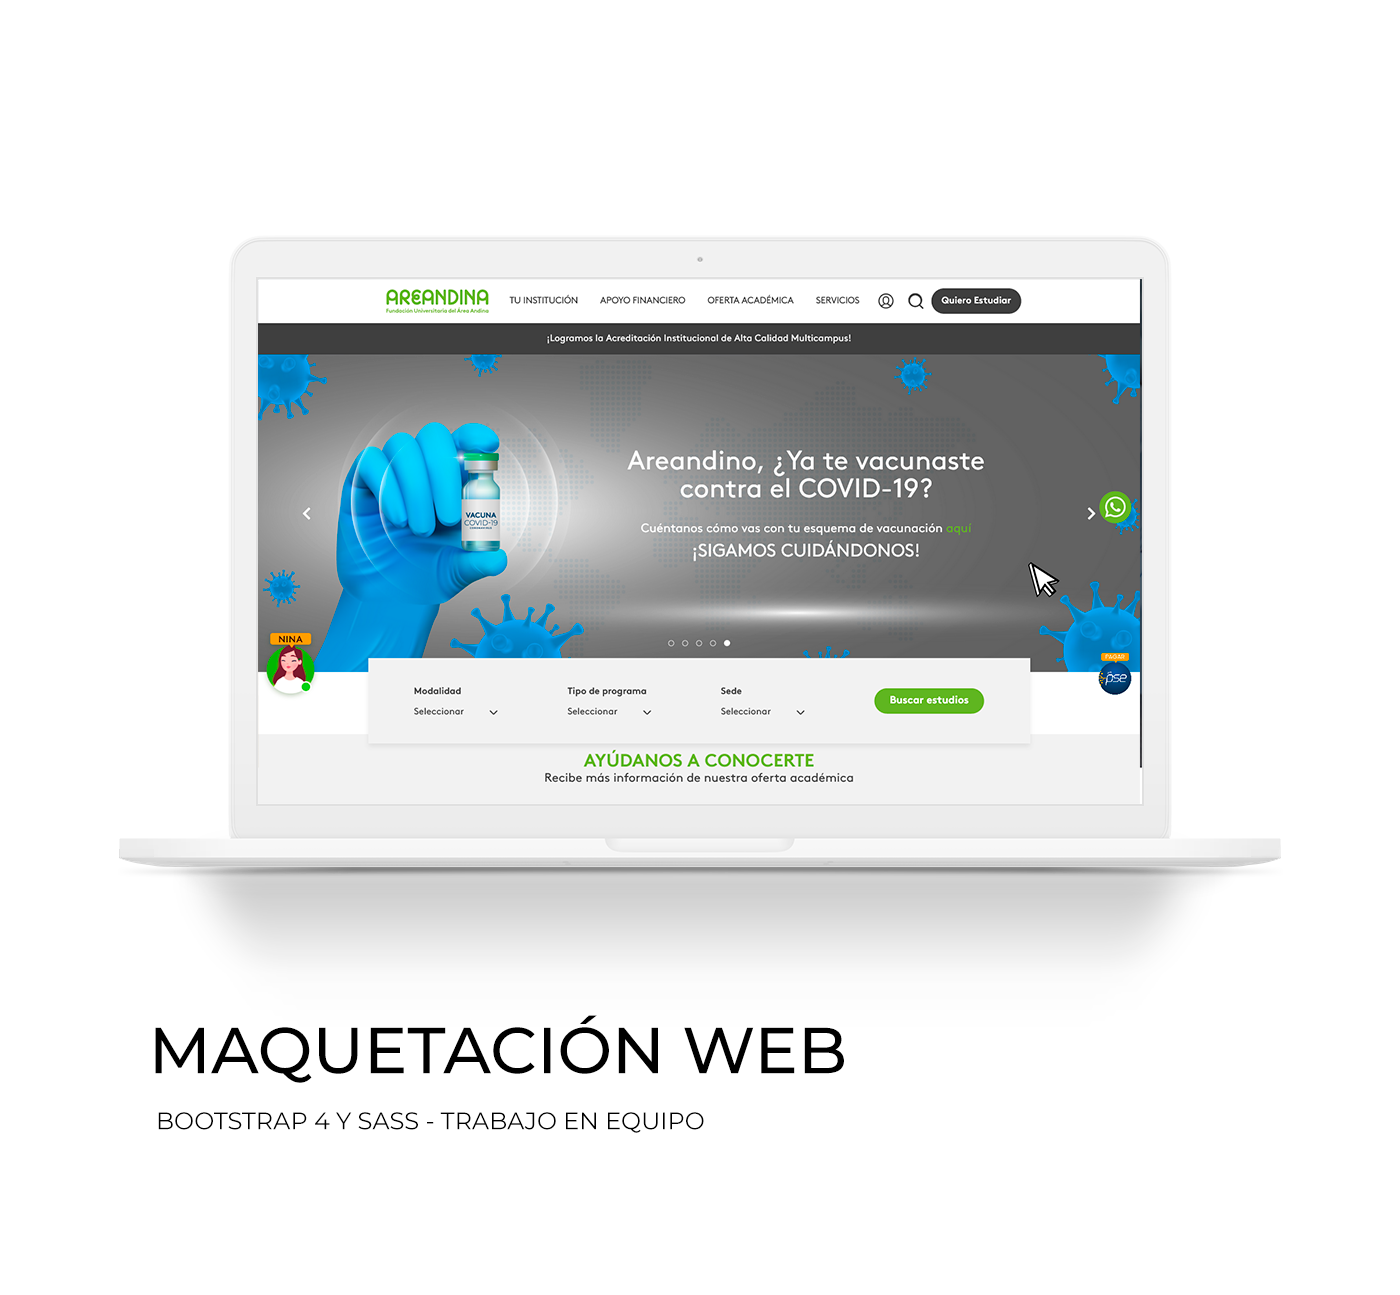 AREANDINA
Fundación Universitaria del Área Andina
TU INSTITUCIÓN
APOYO FINANCIERO
OFERTA ACADÉMICA
SERVICIOS
Quiero Estudiar
¡Logramos la Acreditación Institucional de Alta Calidad Multicampus!
Areandino, ¿Ya te vacunaste
contra el COVID-19?
VACUNA
COVID-19
Cuéntanos cómo vas con tu esquema de vacunación aquí
¡SIGAMOS CUIDÁNDONOS!
NINA
PAGAR
pse
Modalidad
Seleccionar
Tipo de programa
Seleccionar
Sede
Seleccionar
Buscar estudios
AYÚDANOS A CONOCERTE
Recibe más información de nuestra oferta académica
MAQUETACIÓN WEB
BOOTSTRAP 4 Y SASS - TRABAJO EN EQUIPO